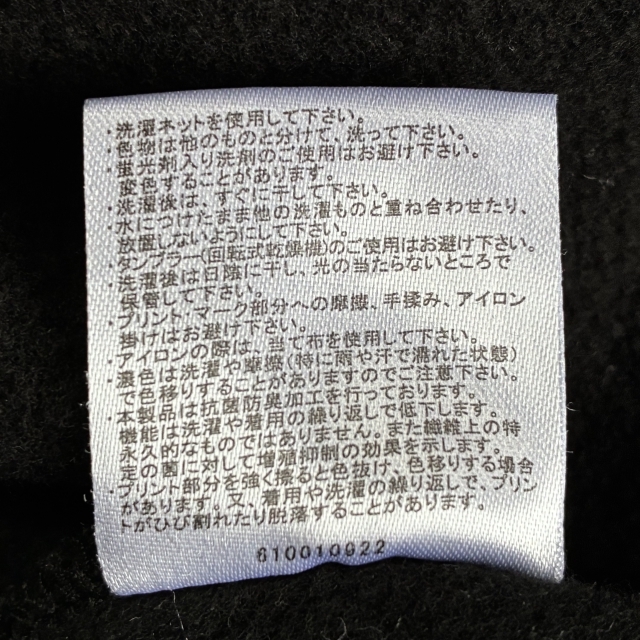 ・洗濯ネットを使用して下さい。
・色物は他のものと分けて、洗って下さい。
・蛍光剤入り洗剤のご使用はお避け下さい。
変色することがあります。
・洗濯後は、すぐに干して下さい。
・水につけたまま他の洗濯ものと重ね合わせたり、
放置しないようにして下さい。
・タンブラー(回転式乾燥機)のご使用はお避け下さい。
・洗濯後は日陰に干し、光の当たらないところで
保管して下さい。
・プリント、マーク部分への摩擦、手揉み、アイロン
掛けはお避け下さい。
・アイロンの際は、当て布を使用して下さい。
・濃色は洗濯や摩擦(特に雨や汗で濡れた状態)
で色移りすることがありますのでご注意下さい。
・本製品は抗菌防臭加工を行っております。
機能は洗濯や着用の繰り返しで低下します。
永久的なものではありません。また繊維上の特
定の菌に対して増殖抑制の効果を示します。
・プリント部分を強く擦ると色抜け、色移りする場合
があります。又、着用や洗濯の繰り返しで、プリン
トがひび割れたり脱落することがあります。
610010022